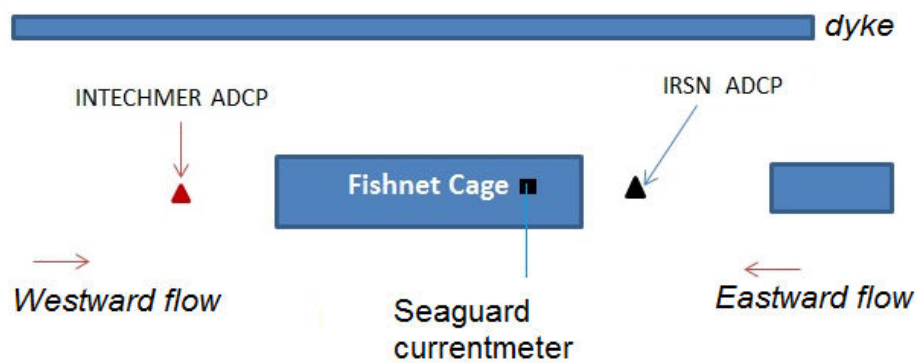 dyke
INTECHMER ADCP
IRSN ADCP
Fishnet Cage
Westward flow
Eastward flow
Seaguard
currentmeter